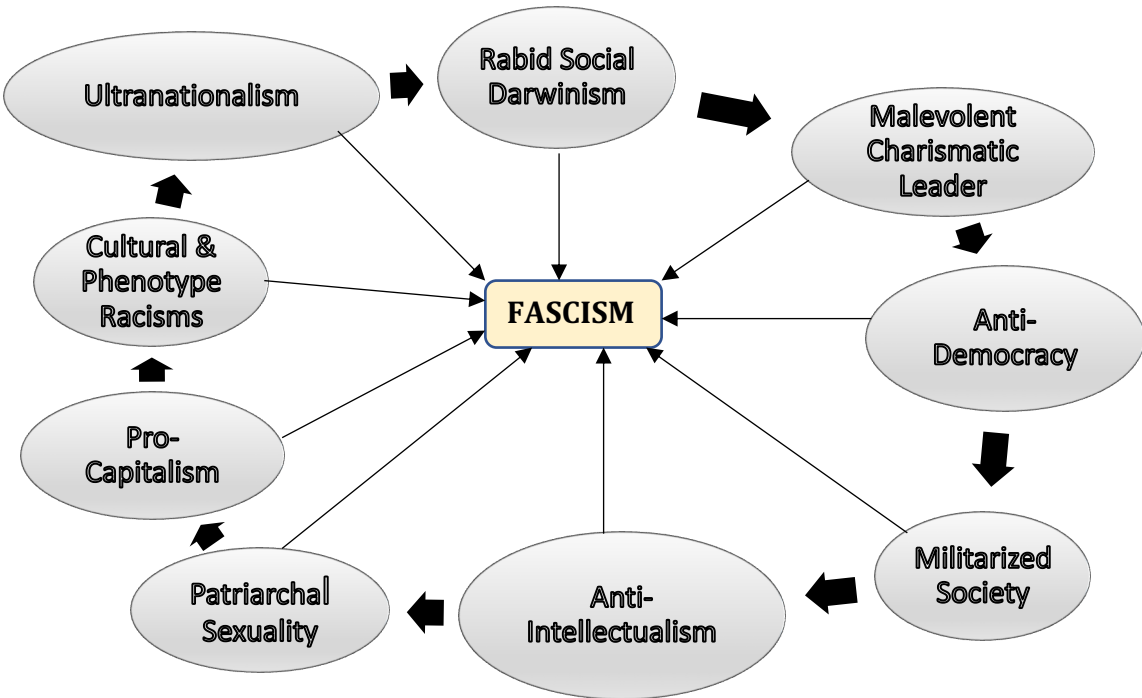 Ultranationalism
Rabid Social
Darwinism
Malevolent
Charismatic
Leader
Anti-
Democracy
Militarized
Society
Anti-
Intellectualism
Patriarchal
Sexuality
Pro-
Capitalism
Cultural &
Phenotype
Racisms
FASCISM